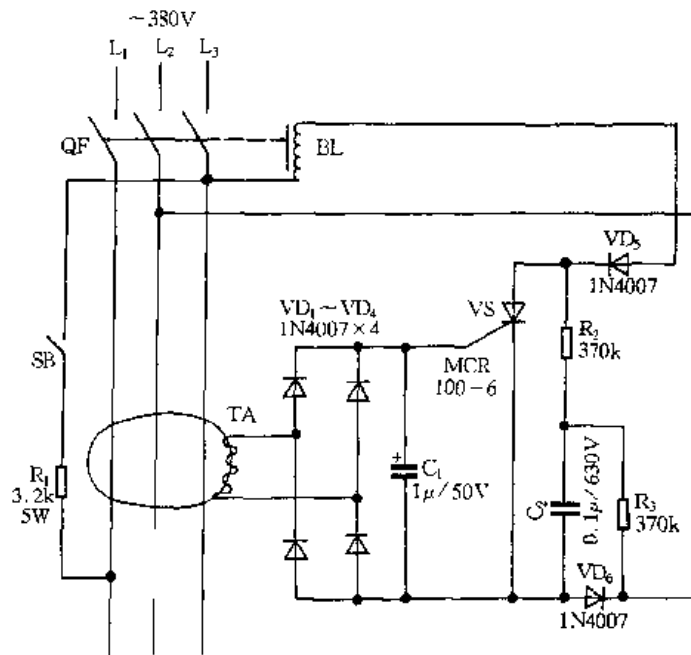 ~380V
L₁ L₂ L₃
QF
BL
VD₅
1N4007
VD₁~VD₄
1N4007×4
VS
MCR
100-6
R₂
370k
SB
TA
R₁
3.2k
5W
+
C₁
1μ/50V
C₂
0.1μ/630V
R₃
370k
VD₆
1N4007